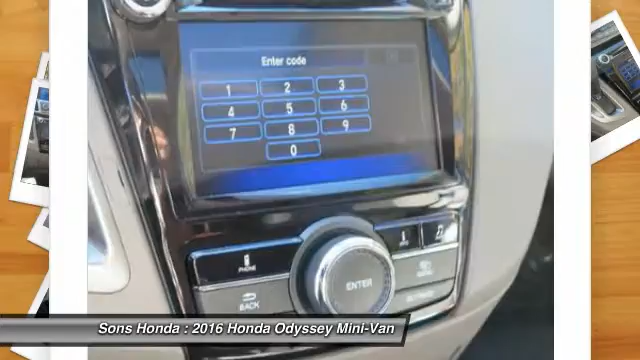 Enter code
1 2 3
4 5 6
7 8 9
0
PHONE
ENTER
BACK
Sons Honda : 2016 Honda Odyssey Mini-Van